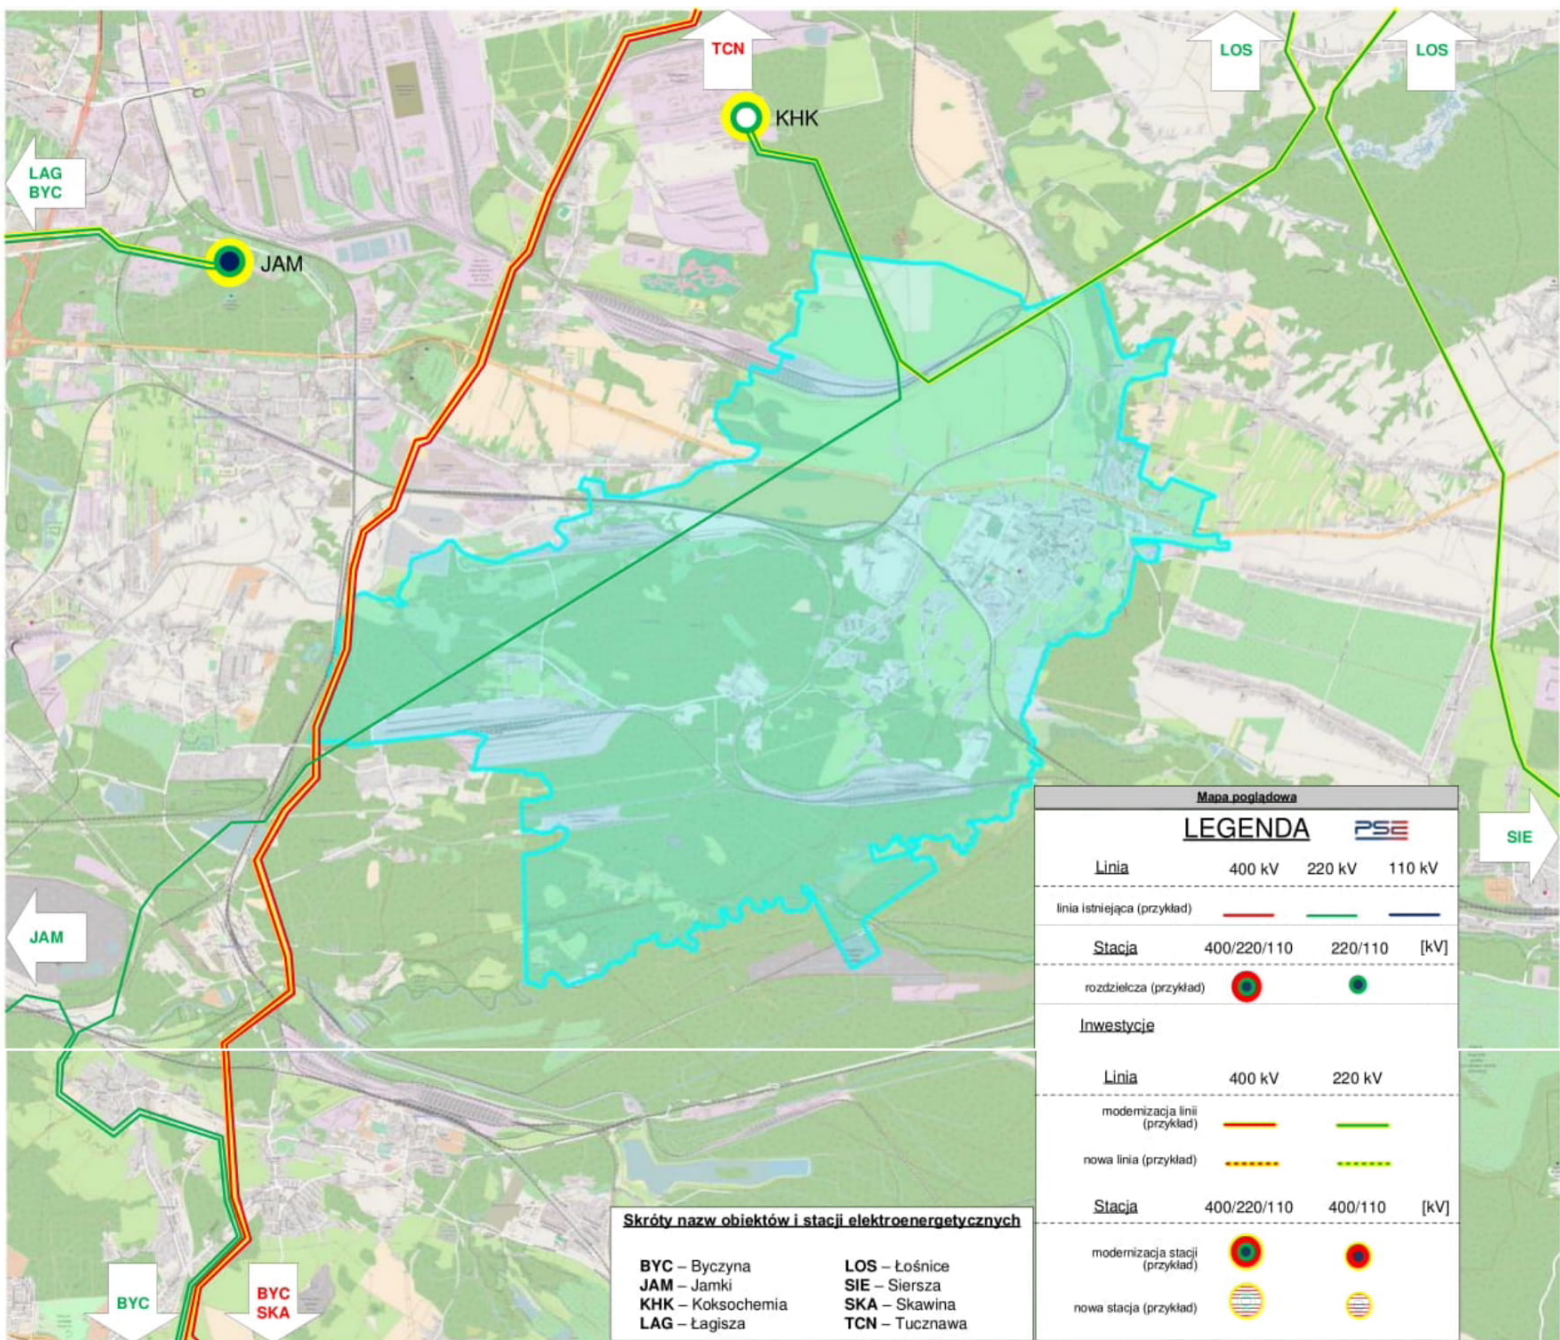 TCN
LOS
LOS
KHK
LAG
BYC
JAM
SIE
JAM
BYC
BYC
SKA
Mapa poglądowa
LEGENDA
PSE
Linia 400 kV 220 kV 110 kV
linia istniejąca (przykład)
Stacja 400/220/110 220/110 [kV]
rozdzielcza (przykład)
Inwestycje
Linia 400 kV 220 kV
modernizacja linii
(przykład)
nowa linia (przykład)
Stacja 400/220/110 400/110 [kV]
modernizacja stacji
(przykład)
nowa stacja (przykład)
Skróty nazw obiektów i stacji elektroenergetycznych
BYC – Byczyna
JAM – Jamki
KHK – Koksochemia
LAG – Łagisza
LOS – Łośnice
SIE – Siersza
SKA – Skawina
TCN – Tucznawa